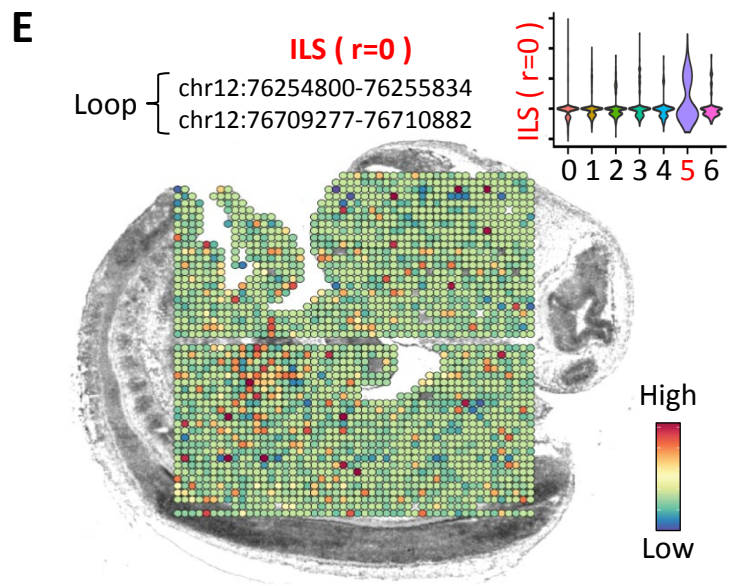 E
ILS ( r=0 )
Loop
chr12:76254800-76255834
chr12:76709277-76710882
ILS ( r=0 )
0 1 2 3 4 5 6
High
Low